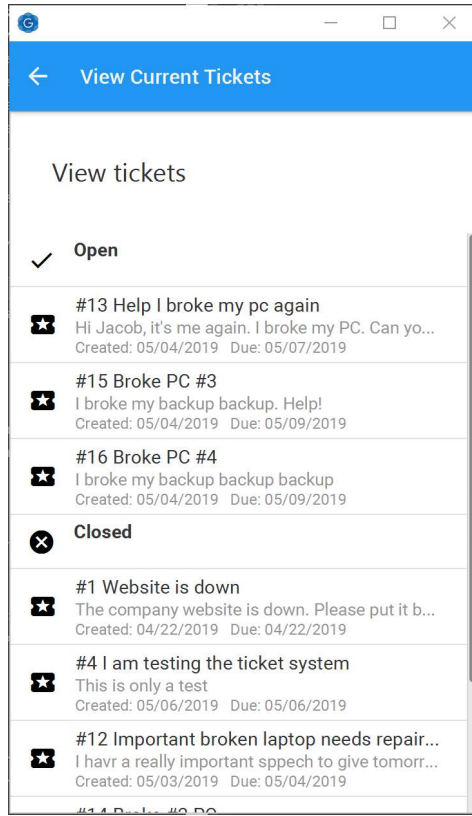 G
View Current Tickets
View tickets
Open
#13 Help I broke my pc again
Hi Jacob, it's me again. I broke my PC. Can yo...
Created: 05/04/2019 Due: 05/07/2019
#15 Broke PC #3
I broke my backup backup. Help!
Created: 05/04/2019 Due: 05/09/2019
#16 Broke PC #4
I broke my backup backup backup
Created: 05/04/2019 Due: 05/09/2019
Closed
#1 Website is down
The company website is down. Please put it b...
Created: 04/22/2019 Due: 04/22/2019
#4 I am testing the ticket system
This is only a test
Created: 05/06/2019 Due: 05/06/2019
#12 Important broken laptop needs repair...
I havr a really important sppech to give tomorr...
Created: 05/03/2019 Due: 05/04/2019
#14 Broke #2 PC